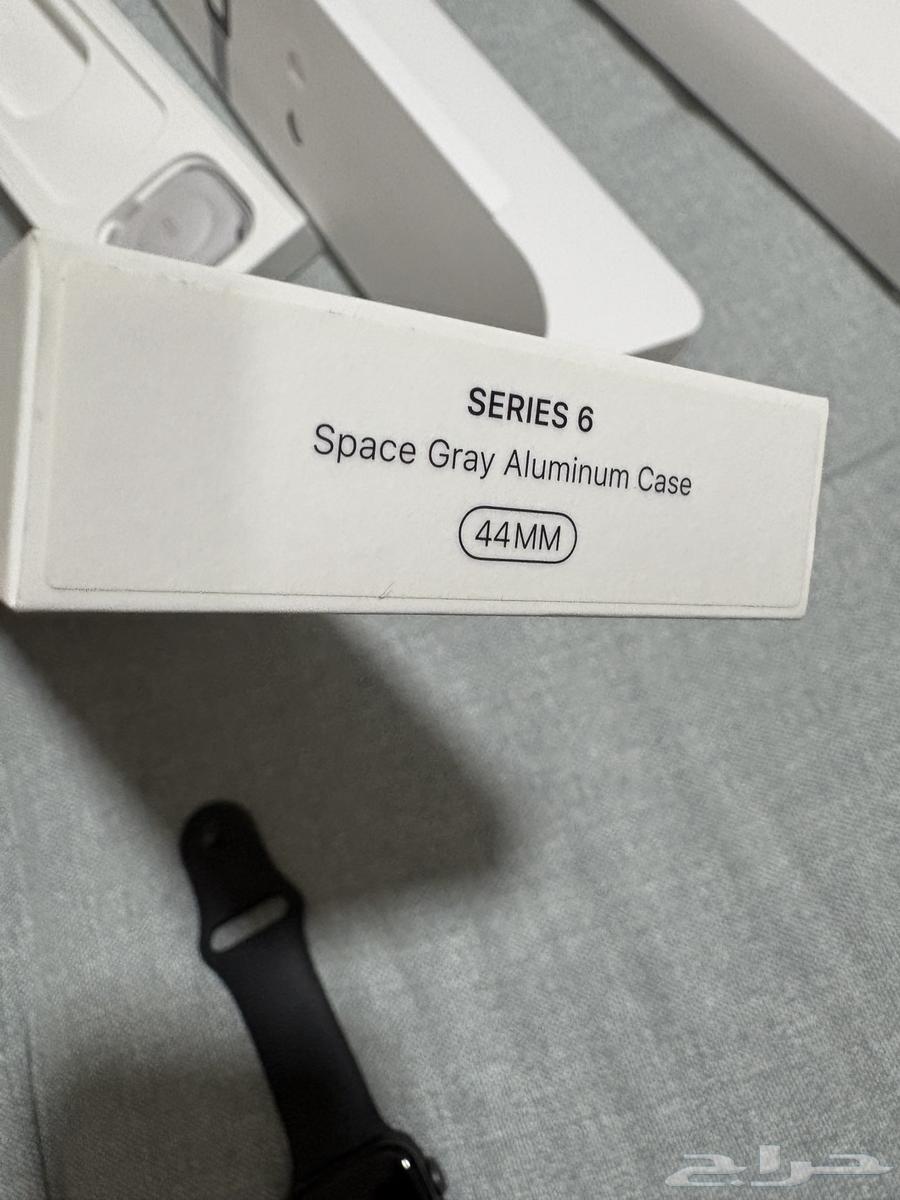 SERIES 6
Space Gray Aluminum Case
44MM
حراج